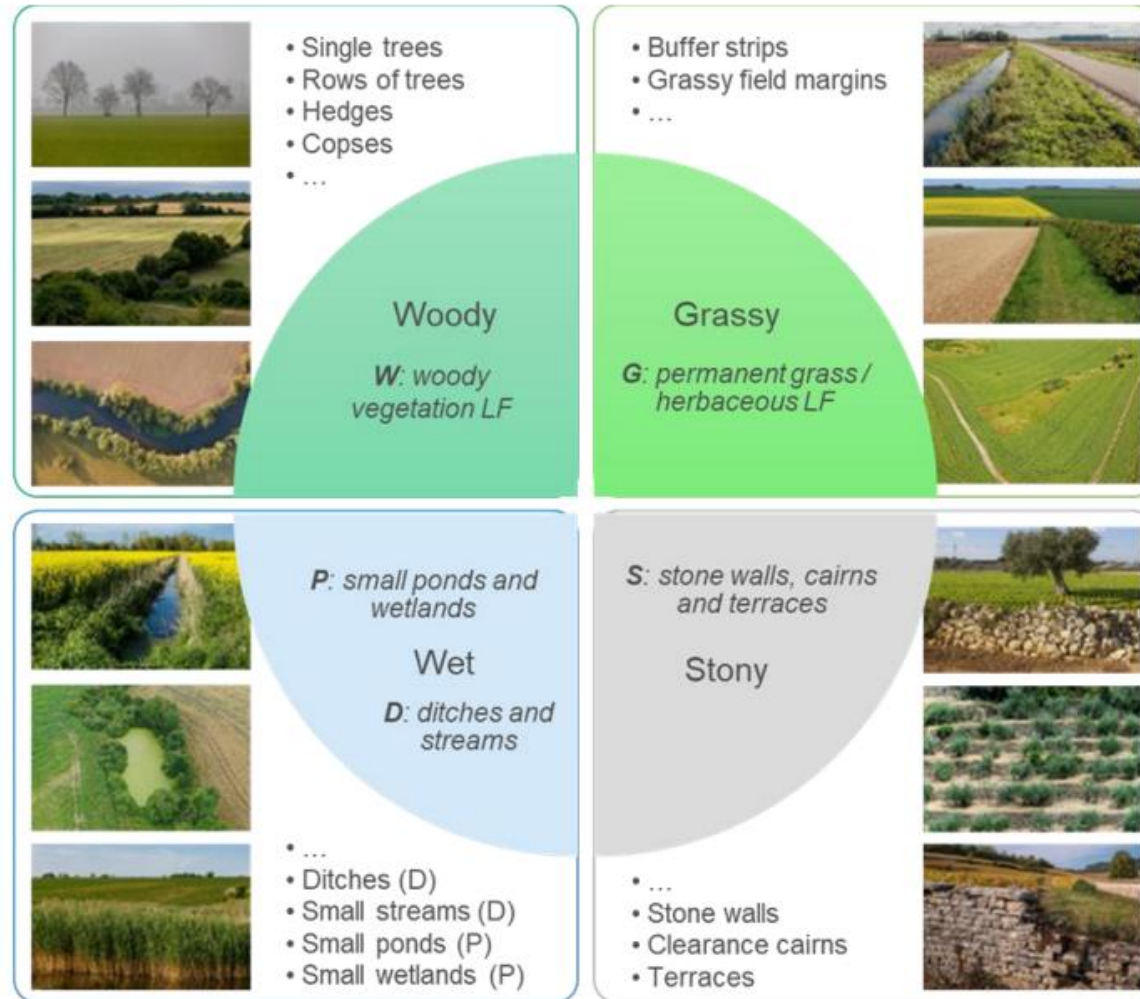 • Single trees
• Rows of trees
• Hedges
• Copses
• ...
Woody
W: woody
vegetation LF
• Buffer strips
• Grassy field margins
• ...
Grassy
G: permanent grass /
herbaceous LF
P: small ponds and
wetlands
Wet
D: ditches and
streams
• ...
• Ditches (D)
• Small streams (D)
• Small ponds (P)
• Small wetlands (P)
S: stone walls, cairns
and terraces
Stony
• ...
• Stone walls
• Clearance cairns
• Terraces